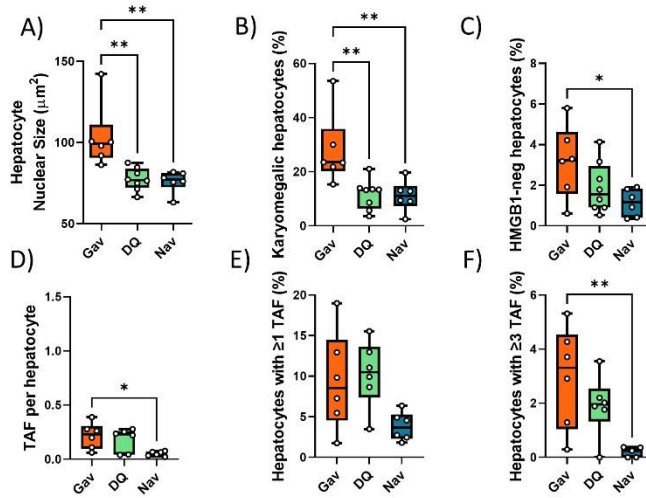 A)
Hepatocyte
Nuclear Size (μm²)
150
100
50
**
**
Gav
DQ
Nav
B)
Karyomegalic hepatocytes (%)
80
60
40
20
0
**
**
Gav
DQ
Nav
C)
HMGB1-neg hepatocytes (%)
8
6
4
2
0
*
Gav
DQ
Nav
D)
TAF per hepatocyte
1.5
1.0
0.5
0.0
*
Gav
DQ
Nav
E)
Hepatocytes with ≥1 TAF (%)
20
15
10
5
0
Gav
DQ
Nav
F)
Hepatocytes with ≥3 TAF (%)
6
4
2
0
**
Gav
DQ
Nav